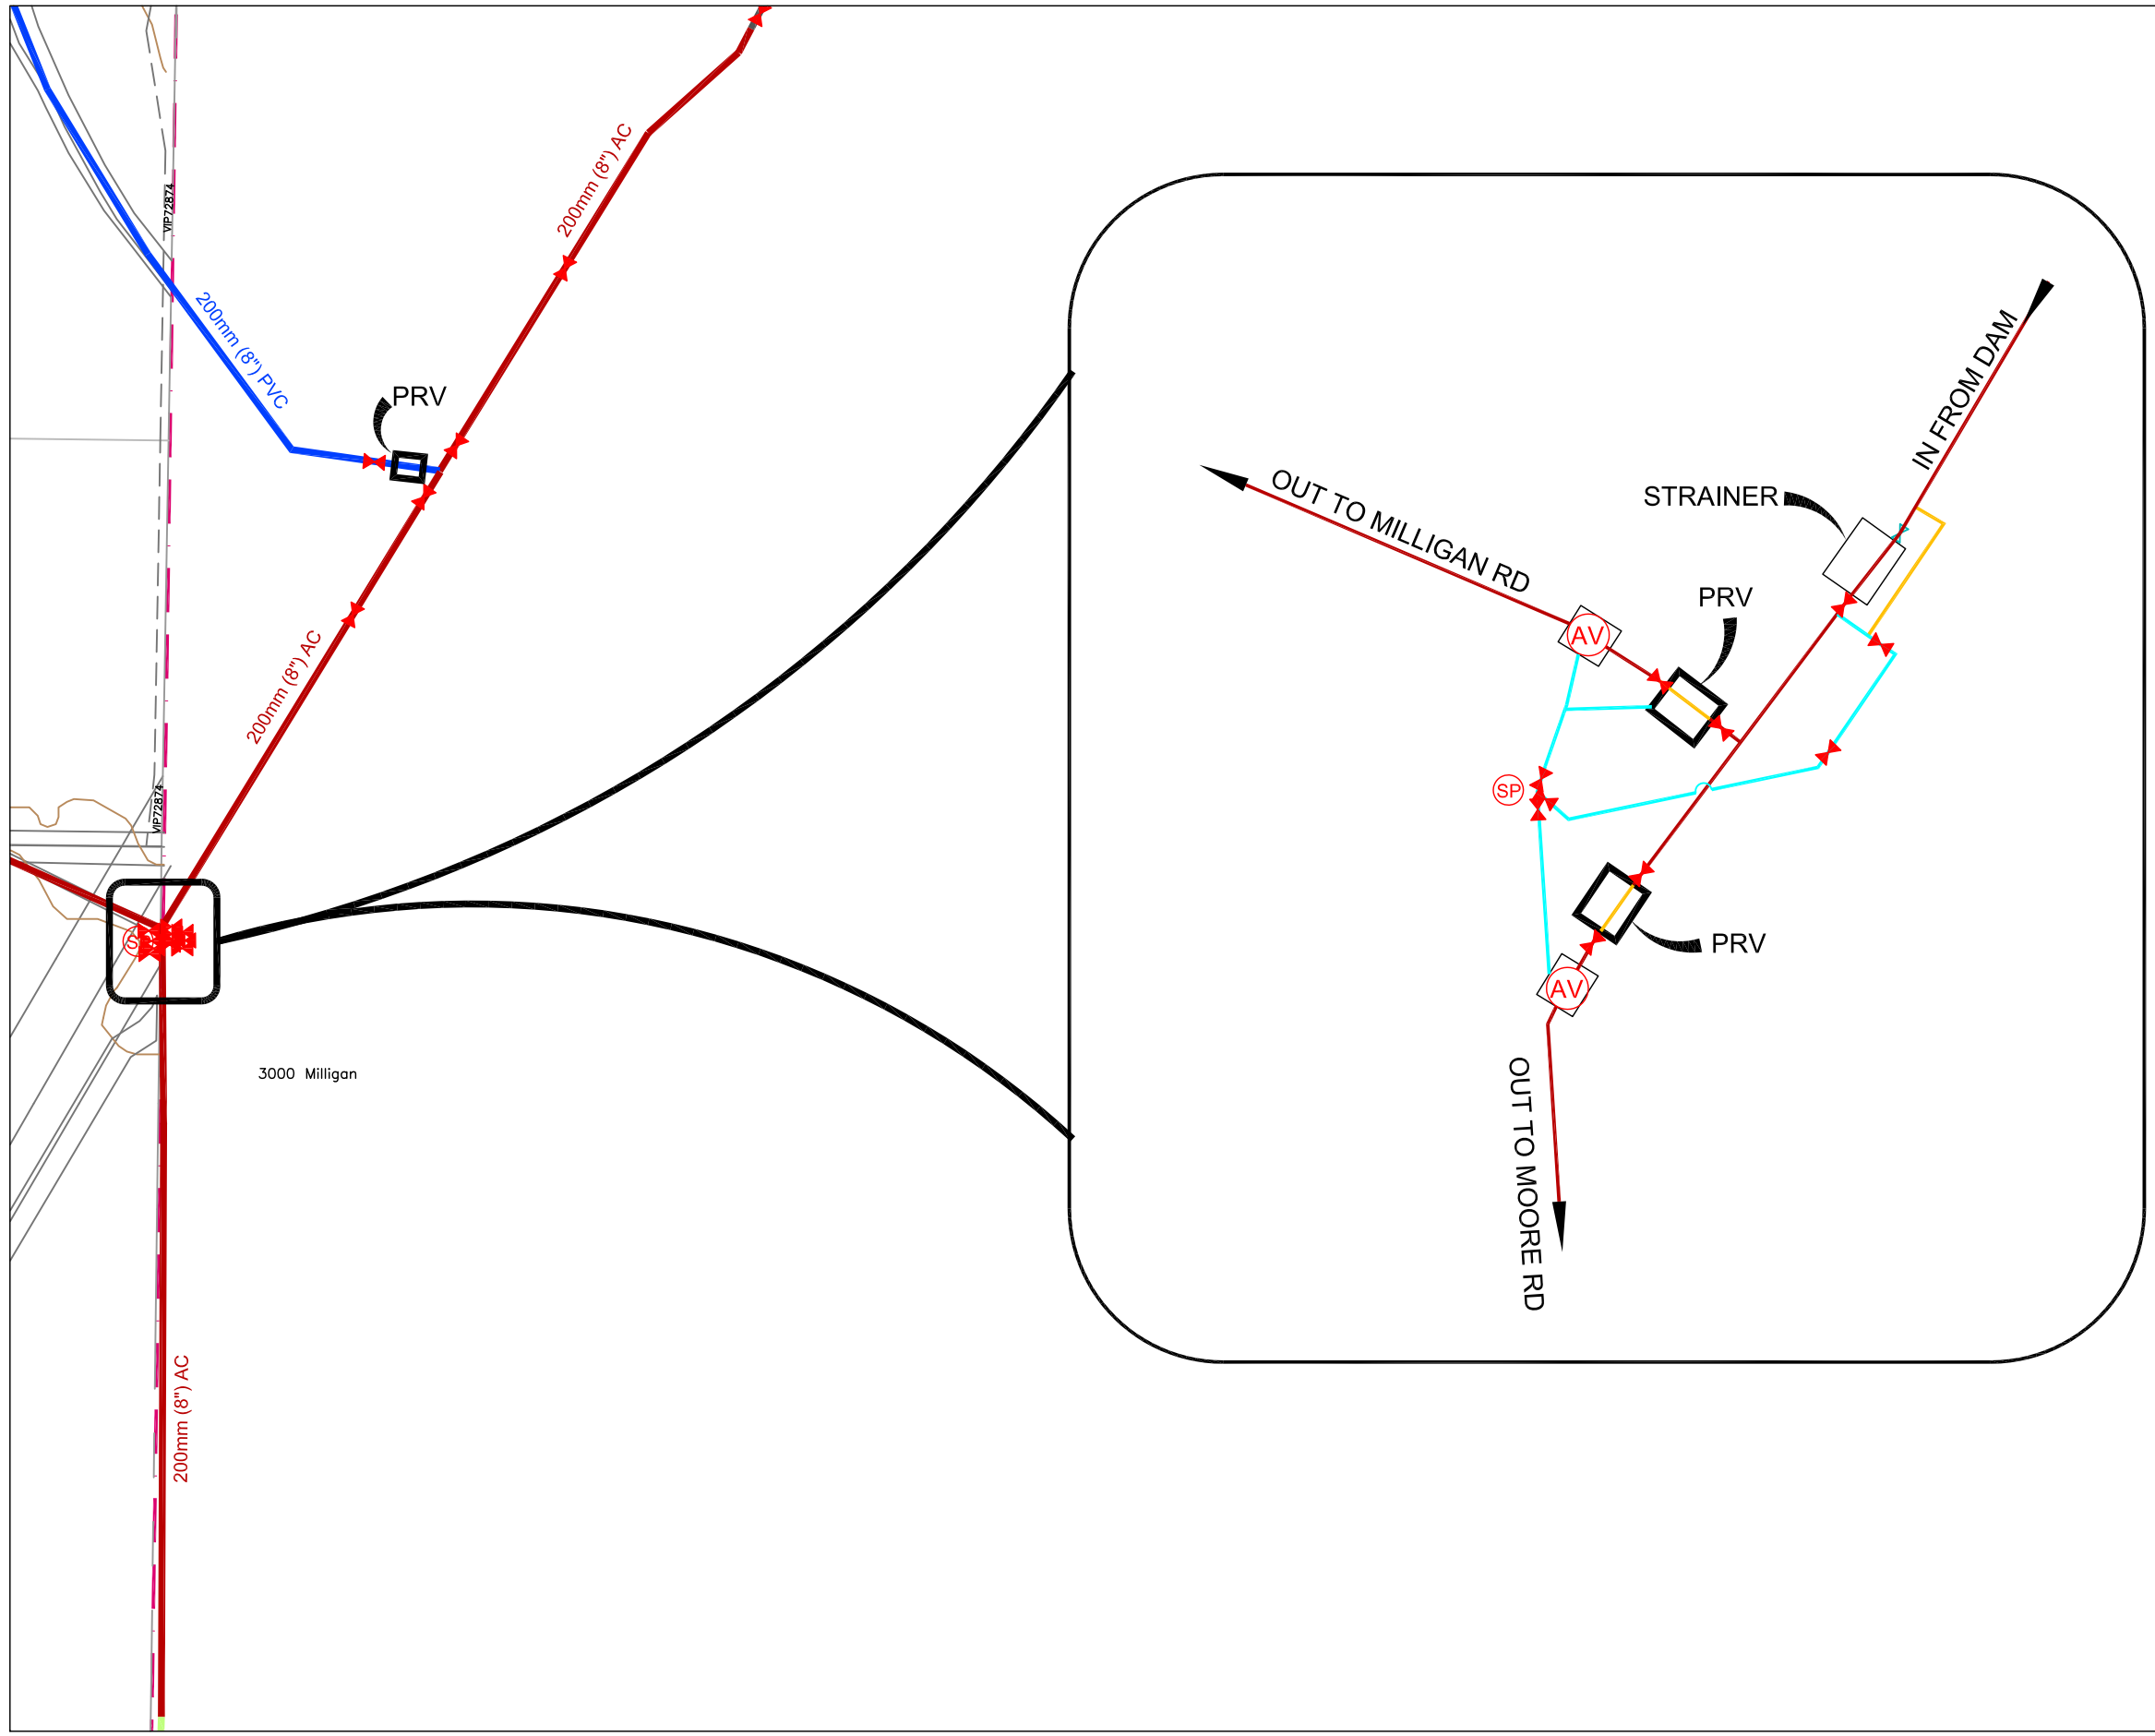 200mm (8") AC
VIP72874
200mm (8") PVC
PRV
200mm (8") AC
VIP72874
S
3000 Milligan
200mm (8") AC
IN FROM DAM
STRAINER
OUT TO MILLIGAN RD
PRV
AV
SP
PRV
AV
OUT TO MOORE RD